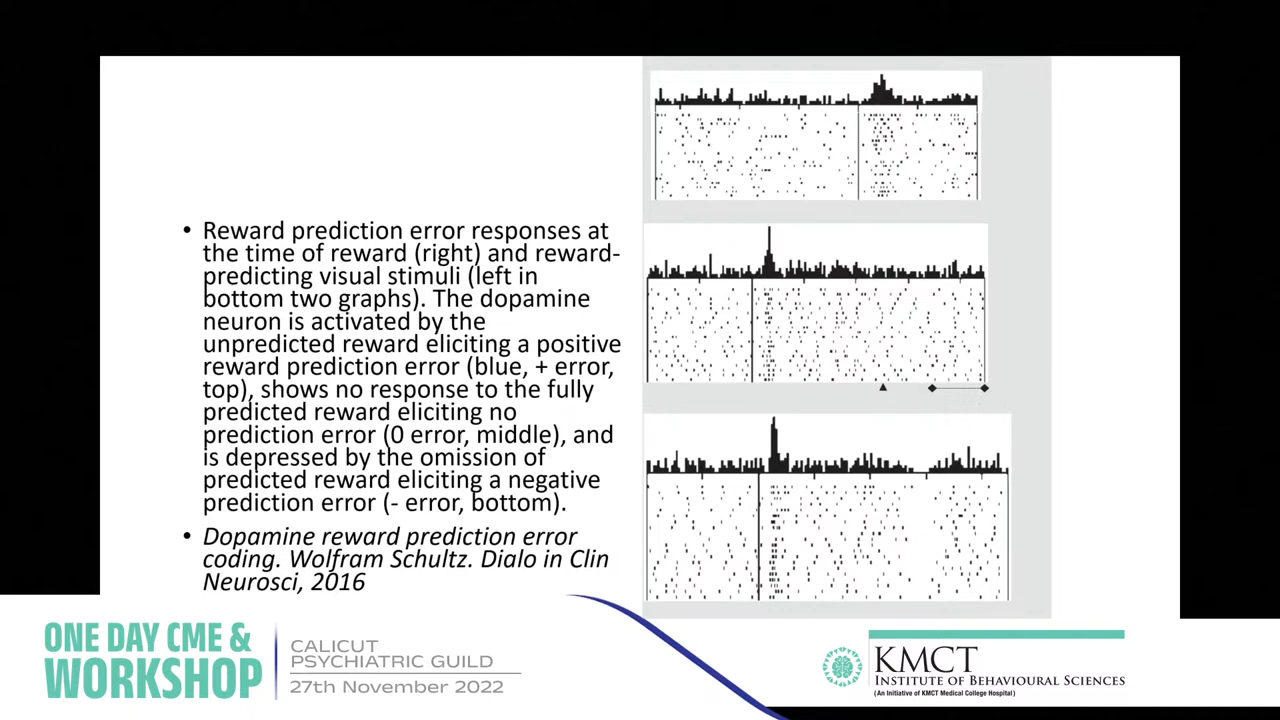 • Reward prediction error responses at
the time of reward (right) and reward-
predicting visual stimuli (left in
bottom two graphs). The dopamine
neuron is activated by the
unpredicted reward eliciting a positive
reward prediction error (blue, + error,
top), shows no response to the fully
predicted reward eliciting no
prediction error (0 error, middle), and
is depressed by the omission of
predicted reward eliciting a negative
prediction error (- error, bottom).
• Dopamine reward prediction error
coding. Wolfram Schultz. Dialo in Clin
Neurosci, 2016
ONE DAY CME &
WORKSHOP
CALICUT
PSYCHIATRIC GUILD
27th November 2022
KMCT
INSTITUTE OF BEHAVIOURAL SCIENCES
(An Initiative of KMCT Medical College Hospital)